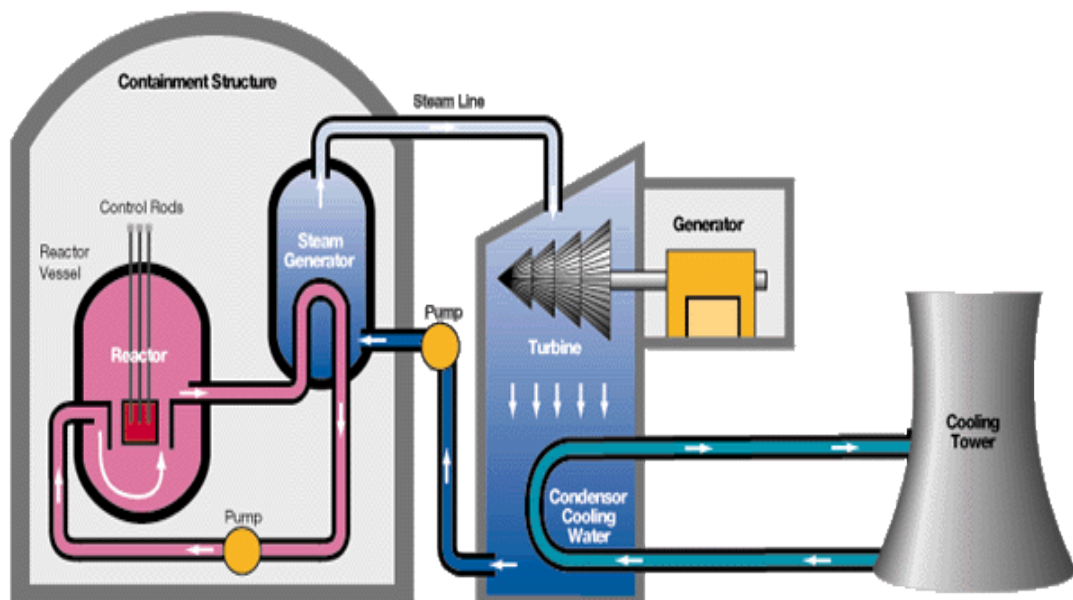 Containment Structure
Steam Line
Control Rods
Reactor
Vessel
Steam
Generator
Generator
Pump
Reactor
Turbine
Cooling
Tower
Condensor
Cooling
Water
Pump